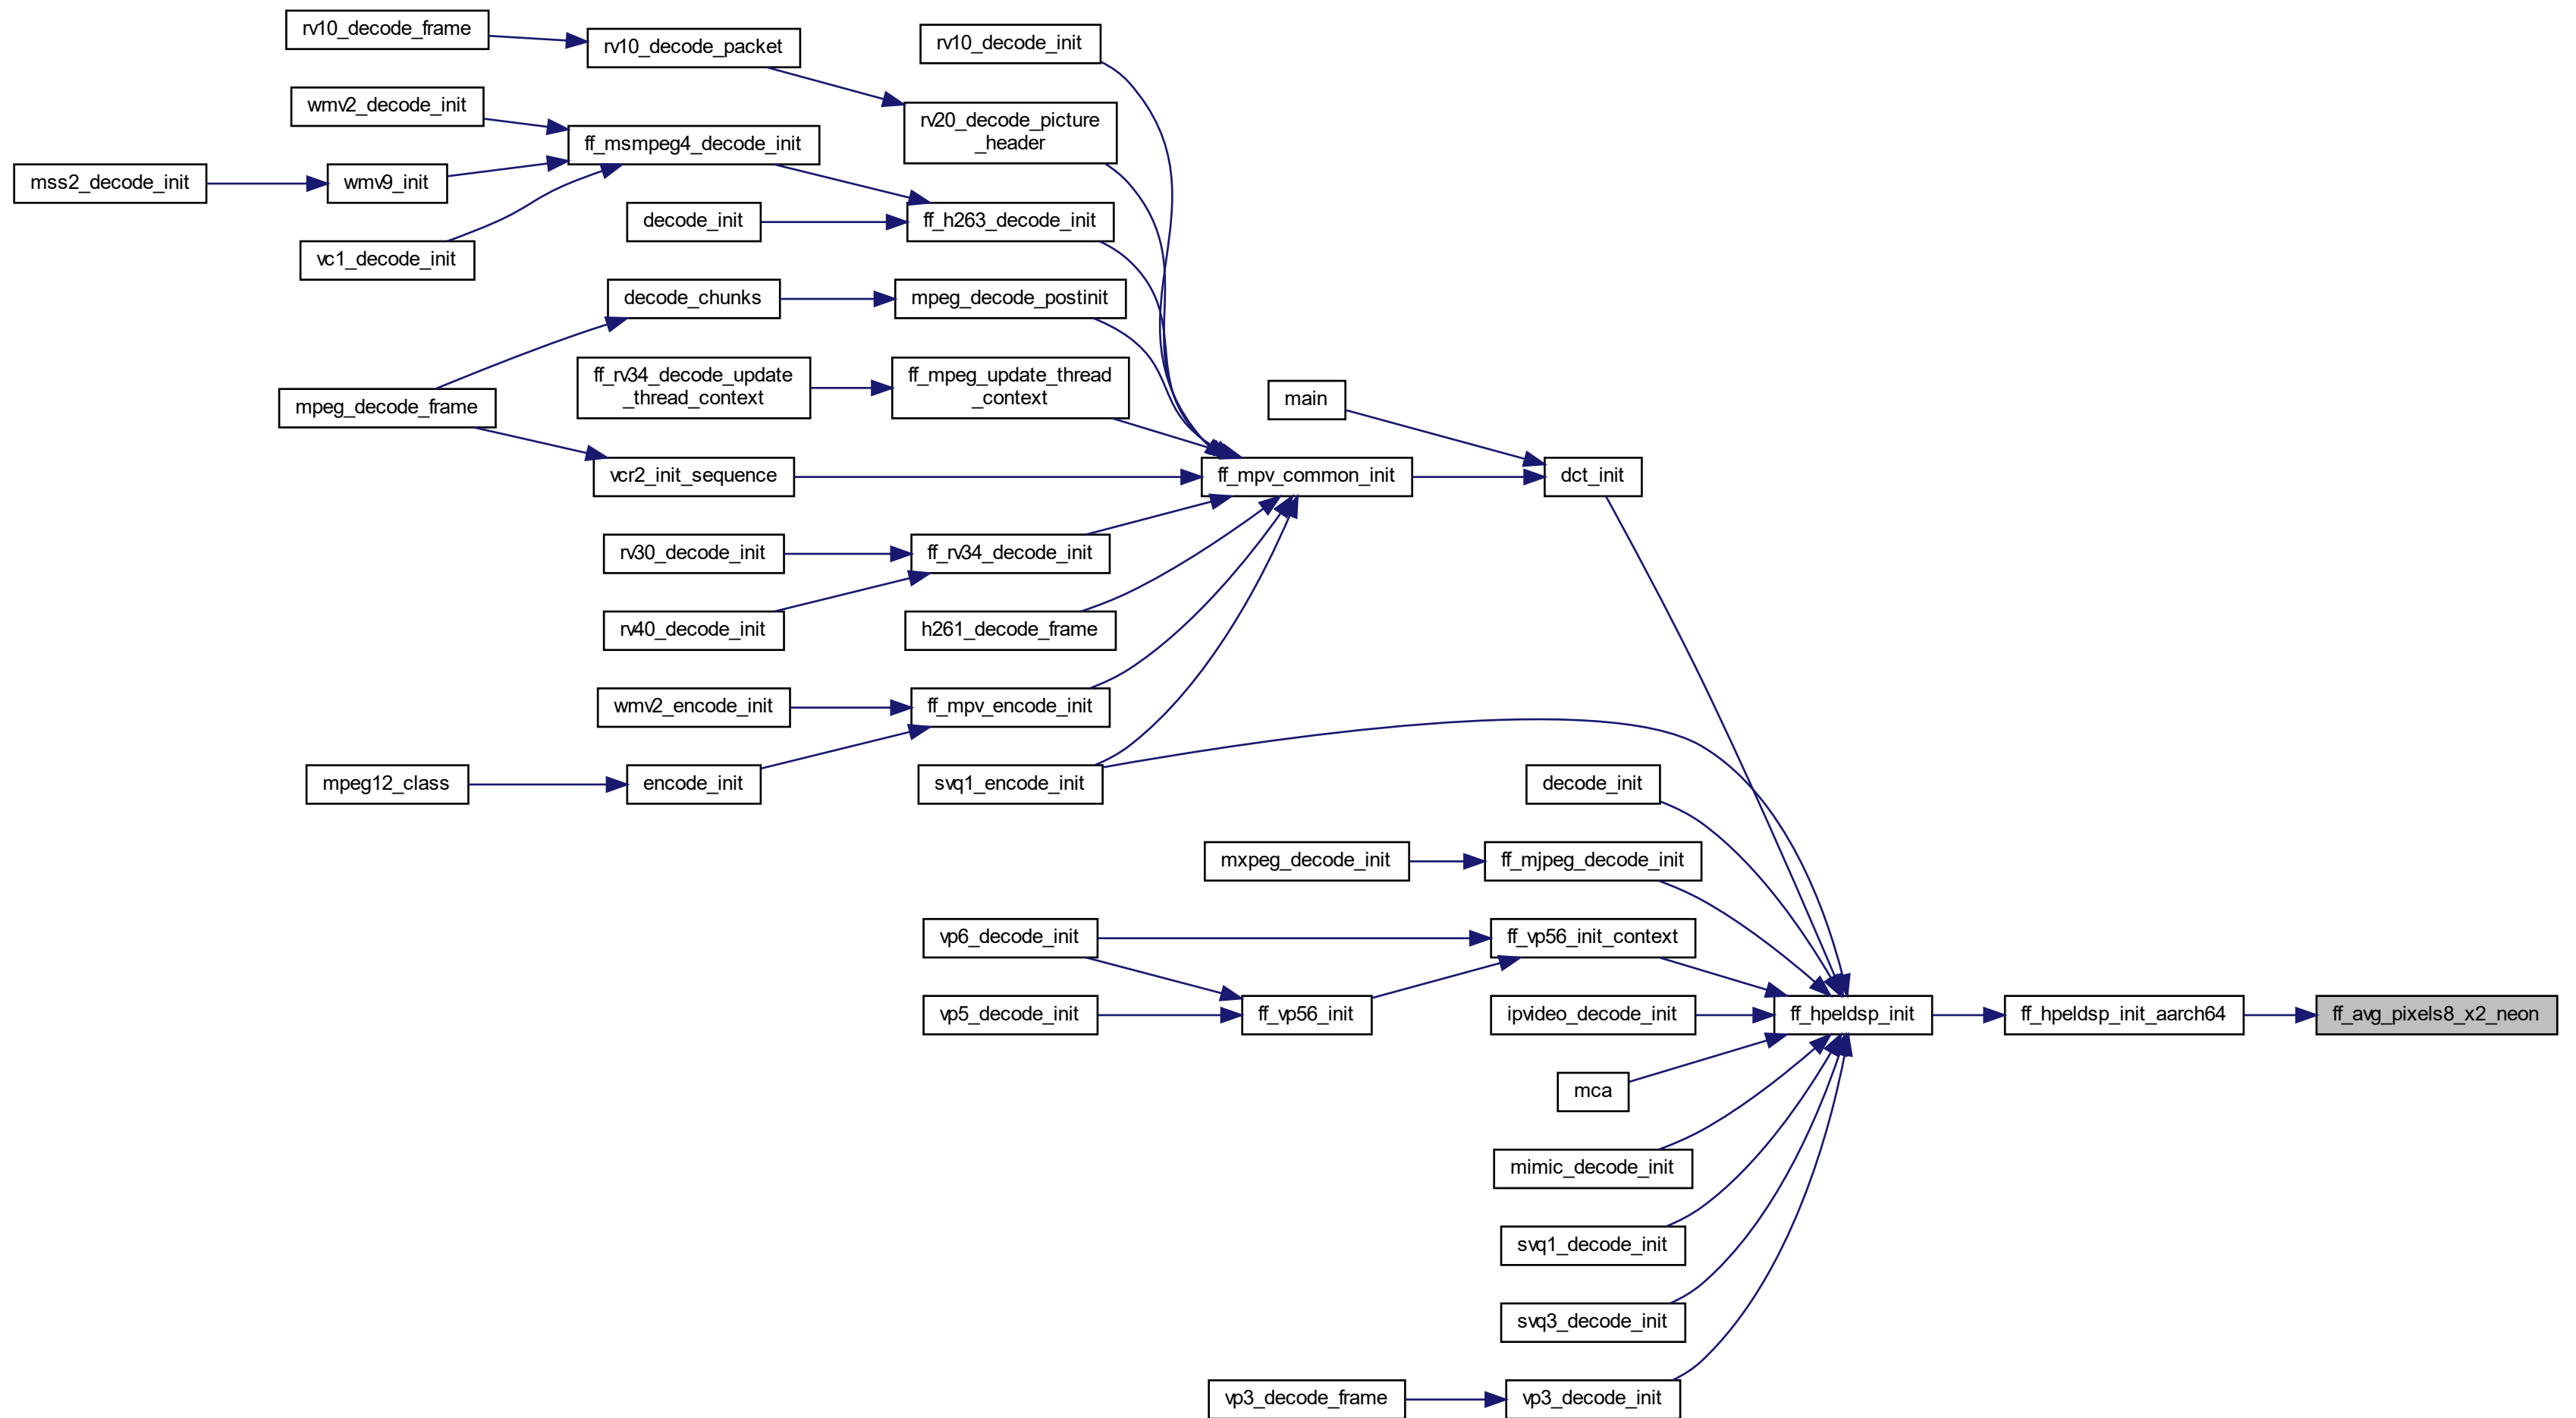 rv10_decode_frame
rv10_decode_packet
rv10_decode_init
wmv2_decode_init
rv20_decode_picture
_header
ff_msmpeg4_decode_init
mss2_decode_init
wmv9_init
decode_init
ff_h263_decode_init
vc1_decode_init
decode_chunks
mpeg_decode_postinit
ff_rv34_decode_update
_thread_context
ff_mpeg_update_thread
_context
main
mpeg_decode_frame
vcr2_init_sequence
ff_mpv_common_init
dct_init
rv30_decode_init
ff_rv34_decode_init
rv40_decode_init
h261_decode_frame
wmv2_encode_init
ff_mpv_encode_init
mpeg12_class
encode_init
svq1_encode_init
decode_init
mxpeg_decode_init
ff_mjpeg_decode_init
vp6_decode_init
ff_vp56_init_context
vp5_decode_init
ff_vp56_init
ipvideo_decode_init
ff_hpeldsp_init
ff_hpeldsp_init_aarch64
ff_avg_pixels8_x2_neon
mca
mimic_decode_init
svq1_decode_init
svq3_decode_init
vp3_decode_frame
vp3_decode_init